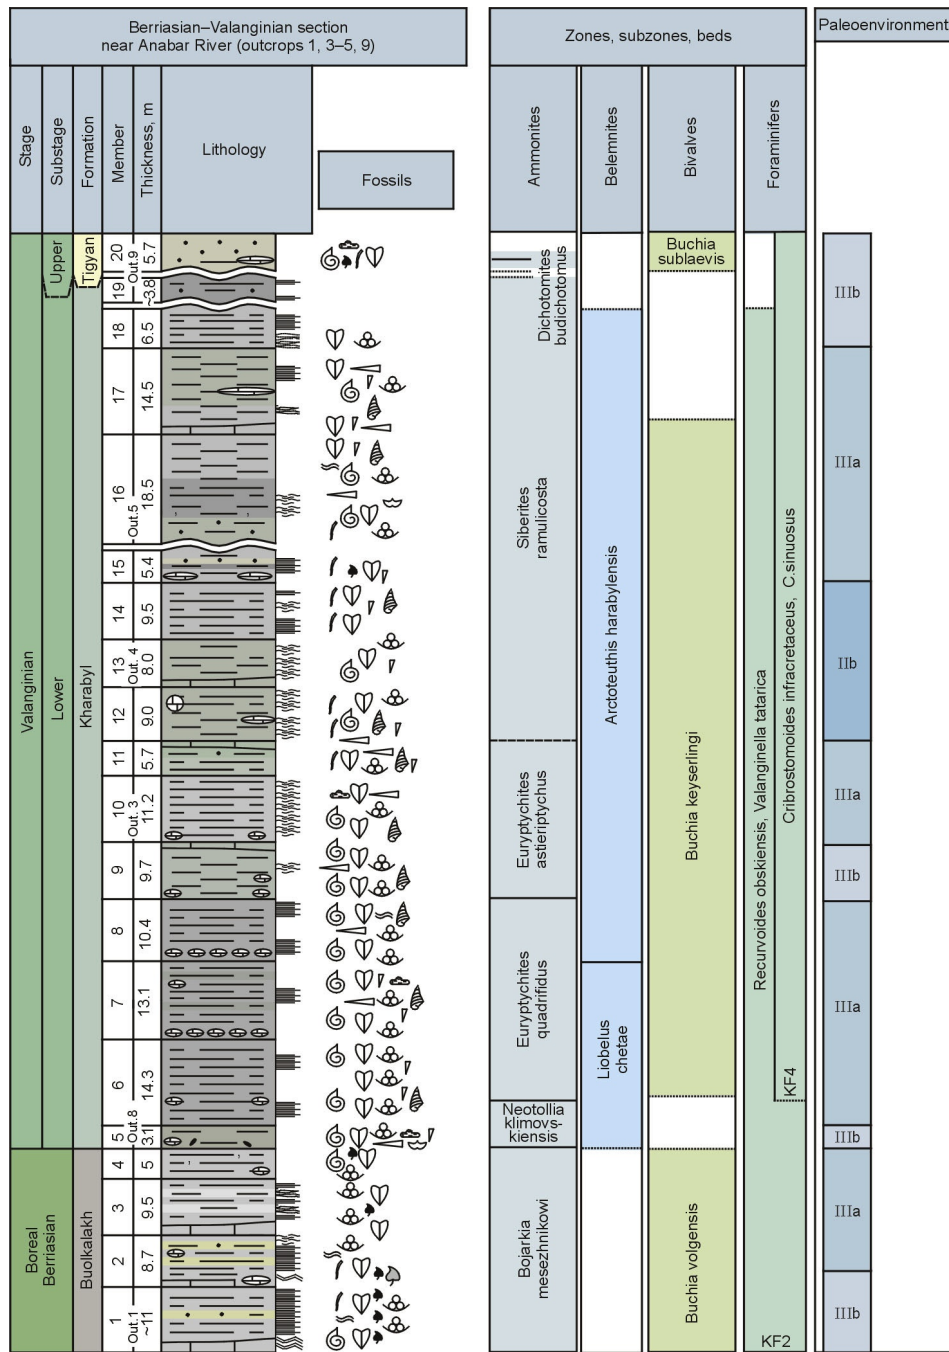 Berriasian–Valanginian section
near Anabar River (outcrops 1, 3–5, 9)
Zones, subzones, beds
Paleoenvironment
Stage
Substage
Formation
Member
Thickness, m
Lithology
Fossils
Ammonites
Belemnites
Bivalves
Foraminifers
Valanginian
Boreal
Berriasian
Upper
Lower
Tigyan
Kharabyl
Buolkalakh
20
Out.9
5.7
19
~3.8
18
6.5
17
14.5
16
Out.5
18.5
15
5.4
14
9.5
13
Out. 4
8.0
12
9.0
11
5.7
10
Out. 3
11.2
9
9.7
8
10.4
7
13.1
6
14.3
Out.8
5
3.1
4
5
3
9.5
2
8.7
1
Out.1
~11
Dichotomites
budichotomus
Siberites
ramulicosta
Euryptychites
astieriptychus
Euryptychites
quadrifidus
Neotollia
klimovs-
kiensis
Bojarkia
mesezhnikowi
Arctoteuthis harabylensis
Liobelus
chetae
Buchia
sublaevis
Buchia keyserlingi
Buchia volgensis
Recurvoides obskiensis, Valanginella tatarica
KF2
Cribrostomoides infracretaceus, C.sinuosus
KF4
IIIb
IIIa
IIb
IIIa
IIIb
IIIa
IIIb
IIIa
IIIb